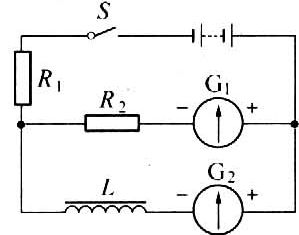 S
R₁
R₂
G₁
− +
L
G₂
− +